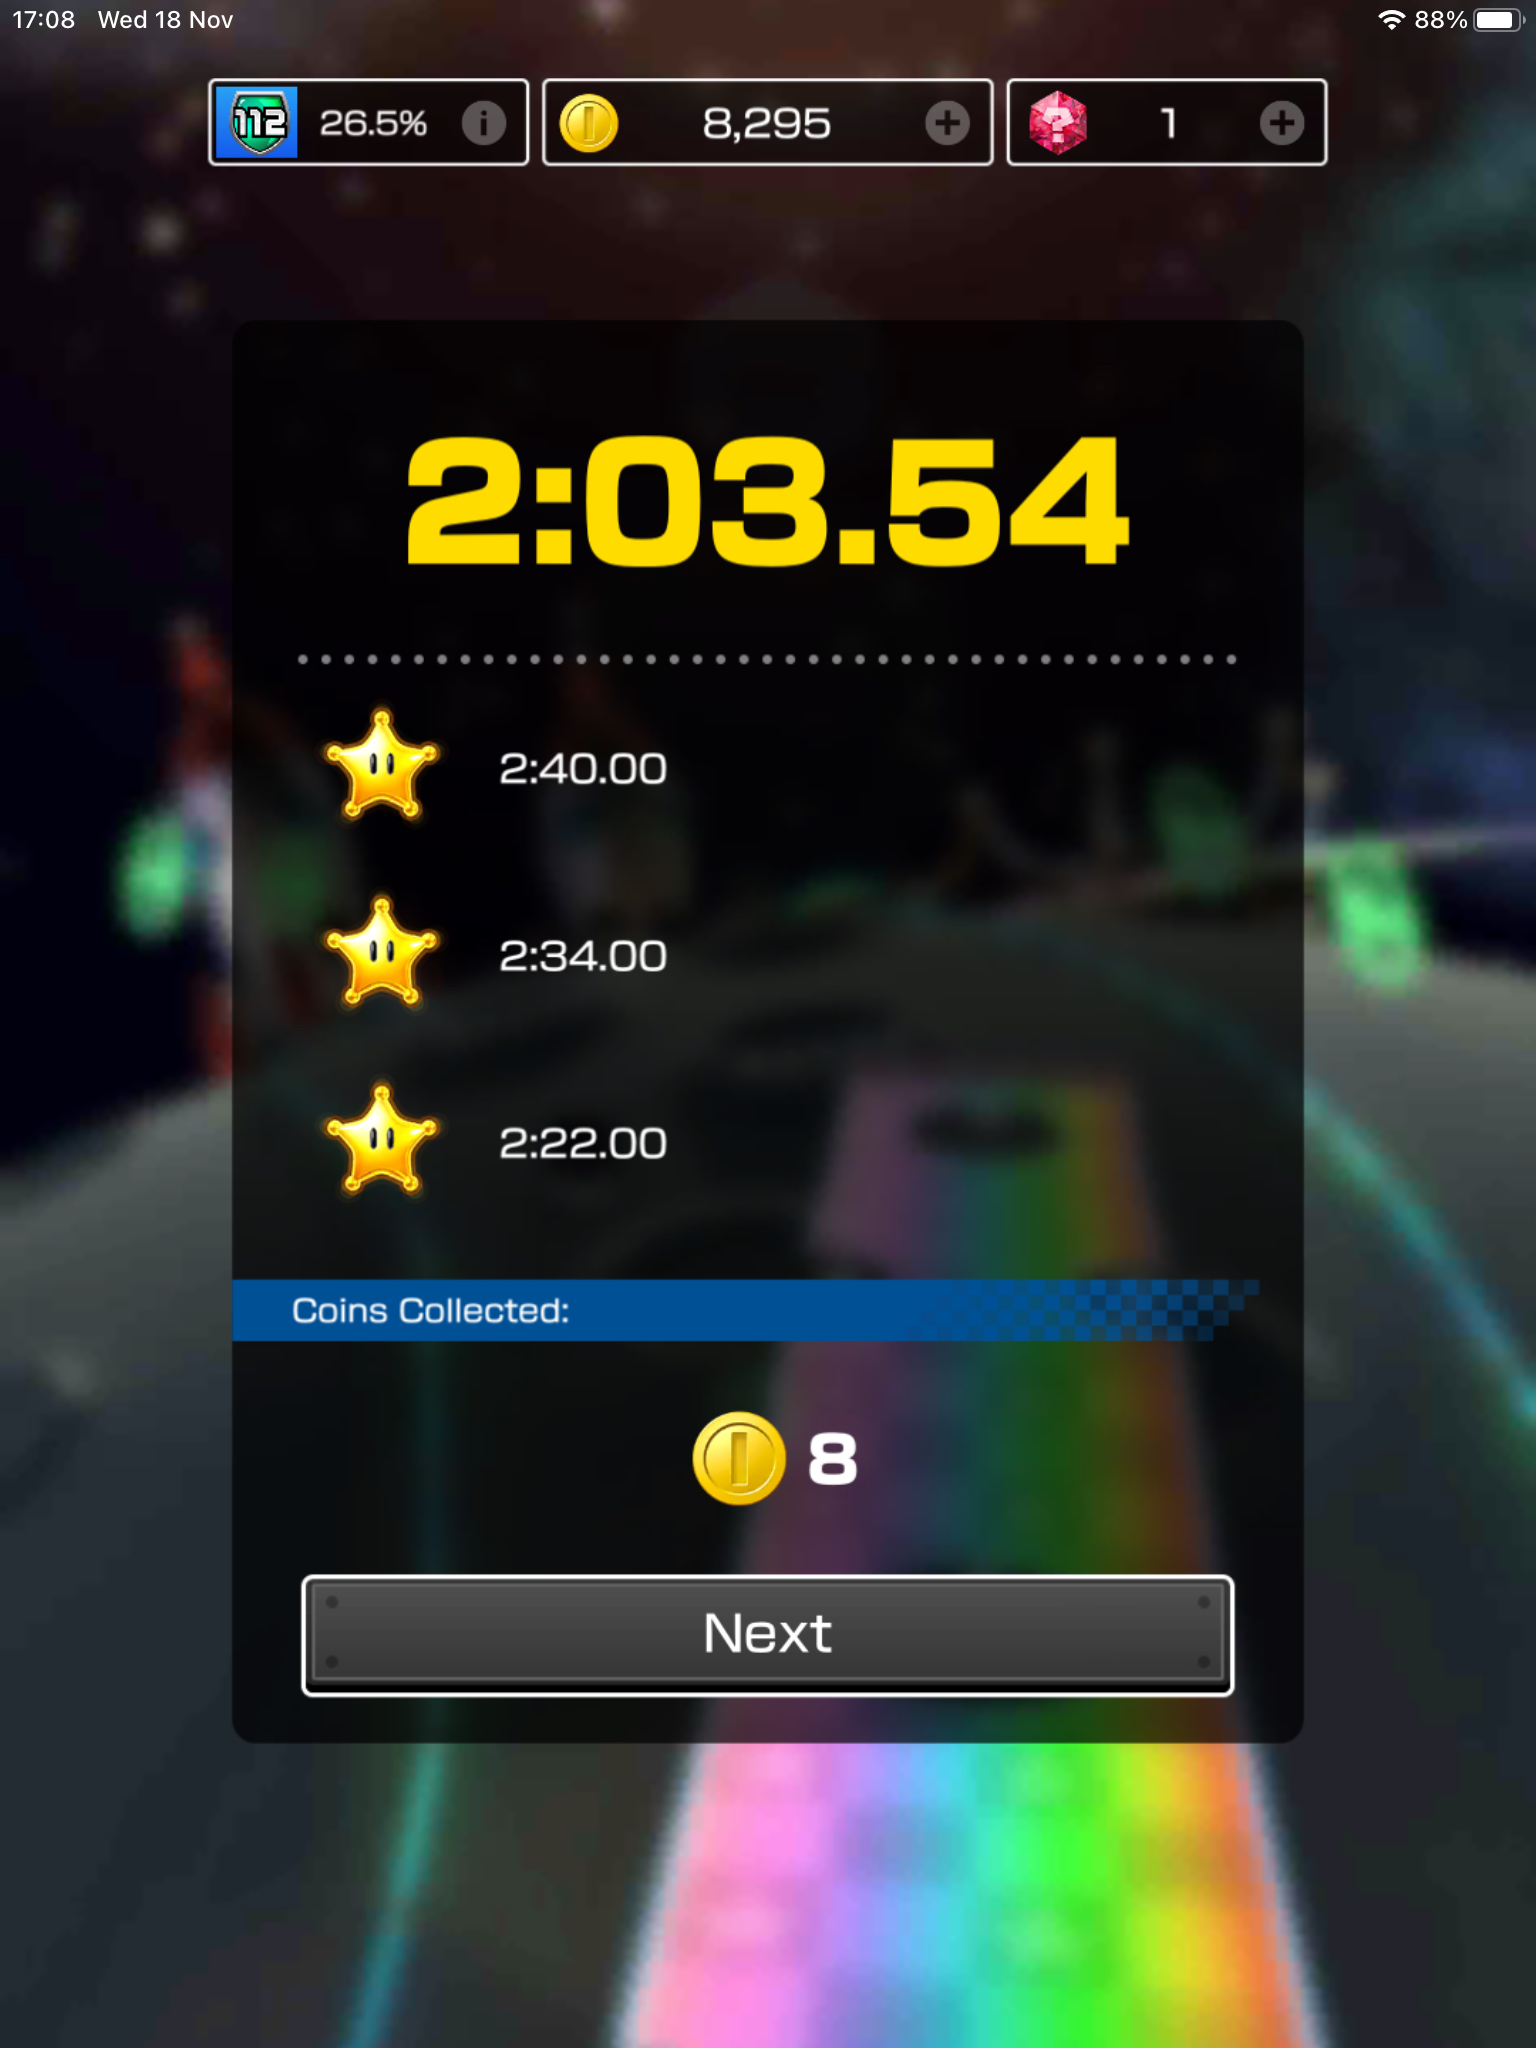 17:08 Wed 18 Nov 88%
112 26.5% i 8,295 + ? 1 +
2:03.54
2:40.00
2:34.00
2:22.00
Coins Collected:
8
Next